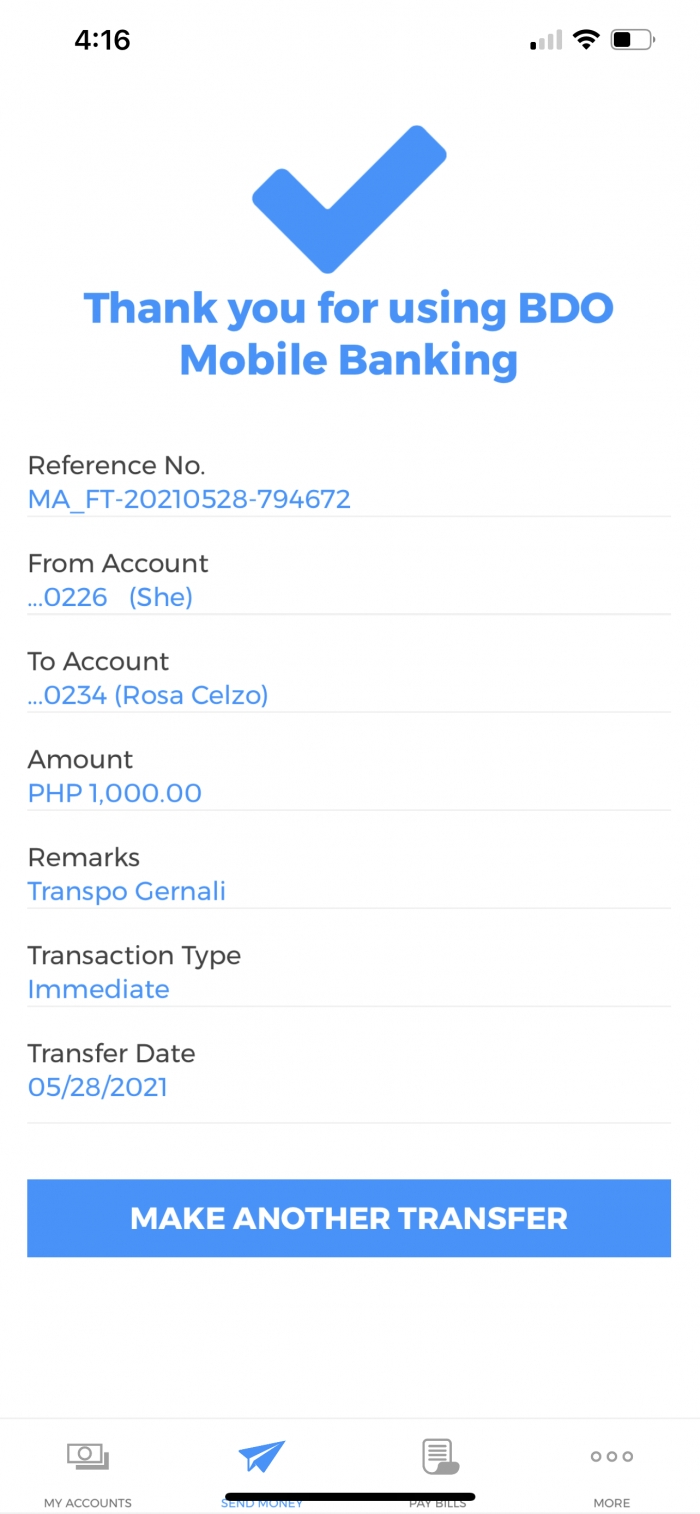 4:16
Thank you for using BDO
Mobile Banking
Reference No.
MA_FT-20210528-794672
From Account
...0226 (She)
To Account
...0234 (Rosa Celzo)
Amount
PHP 1,000.00
Remarks
Transpo Gernali
Transaction Type
Immediate
Transfer Date
05/28/2021
MAKE ANOTHER TRANSFER
MY ACCOUNTS SEND MONEY PAY BILLS MORE